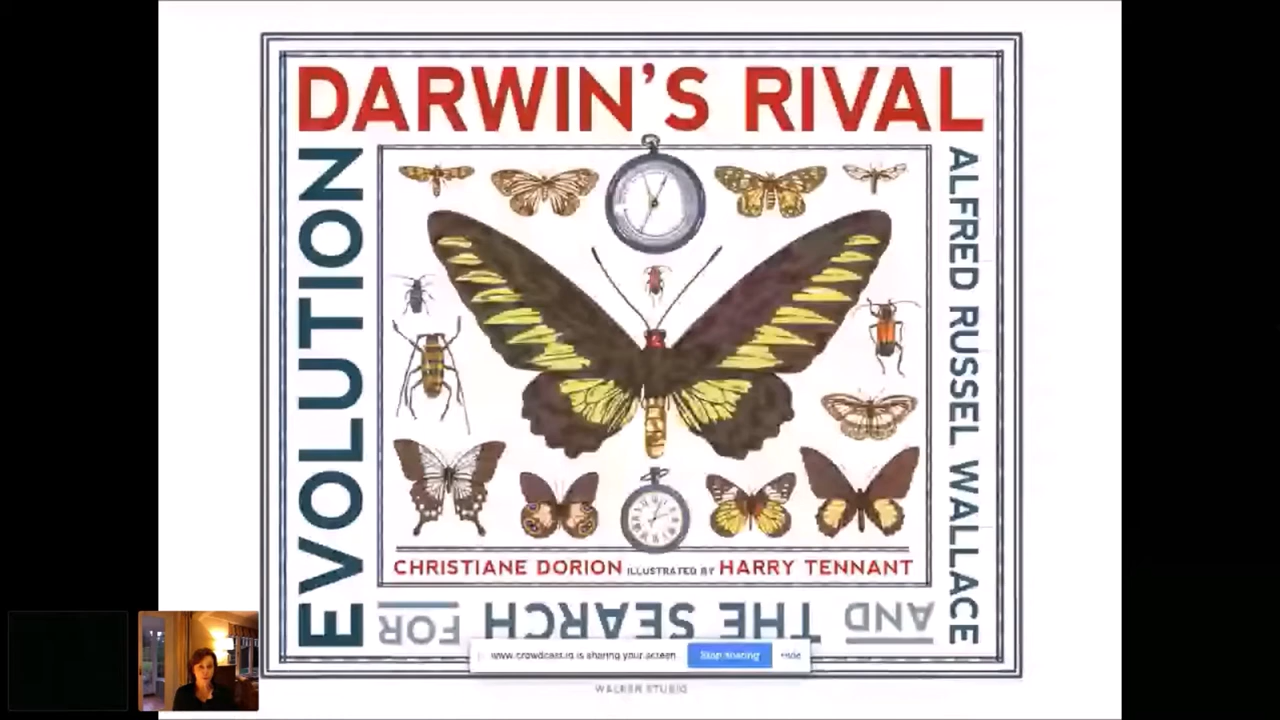 DARWIN'S RIVAL
ALFRED RUSSEL WALLACE
AND THE SEARCH FOR
EVOLUTION
CHRISTIANE DORION ILLUSTRATED BY HARRY TENNANT
www.crowdcast.io is sharing your screen Stop sharing Hide
WALKER STUDIO